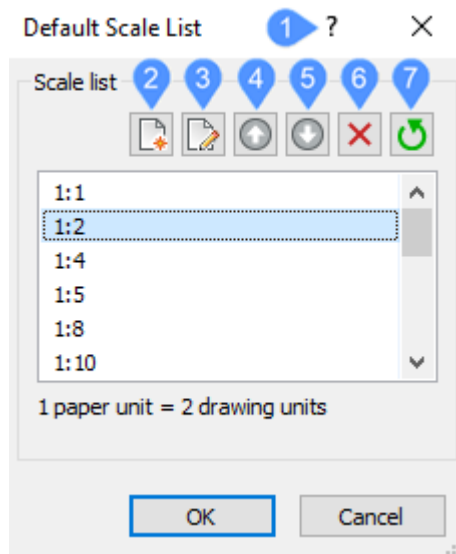 Default Scale List 1 ?
Scale list 2 3 4 5 6 7
1:1
1:2
1:4
1:5
1:8
1:10
1 paper unit = 2 drawing units
OK Cancel